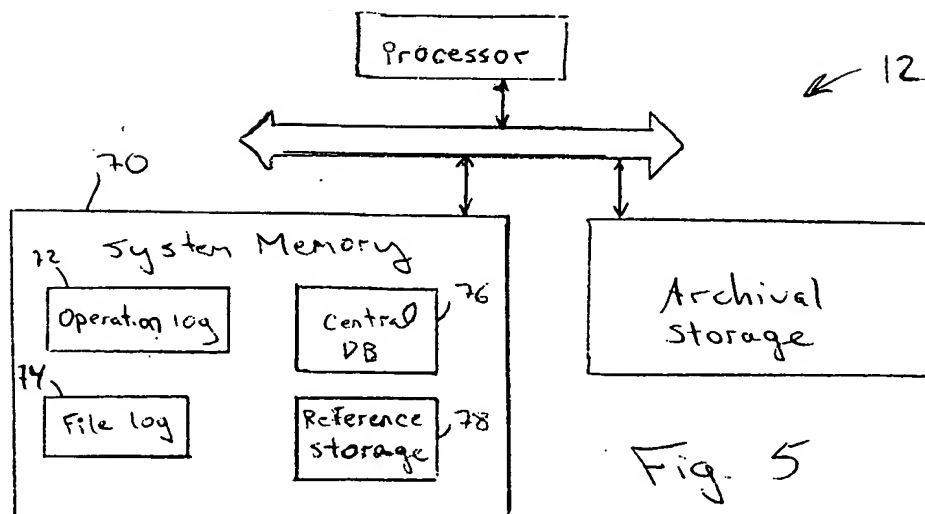 Processor
12
70
System Memory
72
Operation log
76
Central
DB
74
File log
Reference
storage
78
Archival
storage
Fig. 5